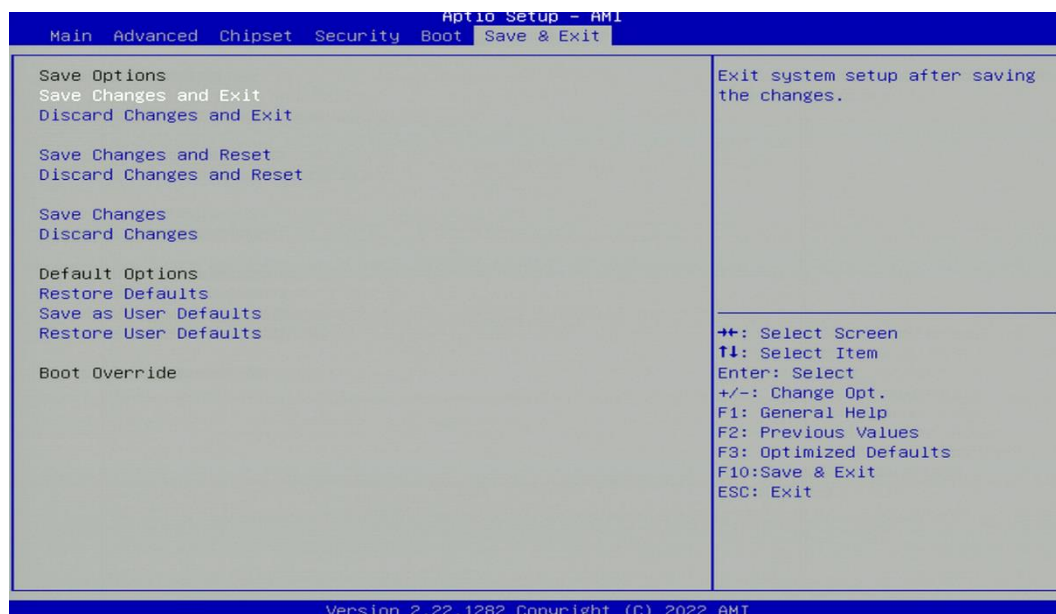 Aptio Setup - AMI
Main Advanced Chipset Security Boot Save & Exit
Save Options
Save Changes and Exit
Discard Changes and Exit
Save Changes and Reset
Discard Changes and Reset
Save Changes
Discard Changes
Default Options
Restore Defaults
Save as User Defaults
Restore User Defaults
Boot Override
Exit system setup after saving
the changes.
→←: Select Screen
↑↓: Select Item
Enter: Select
+/-: Change Opt.
F1: General Help
F2: Previous Values
F3: Optimized Defaults
F10:Save & Exit
ESC: Exit
Version 2.22.1282 Copyright (C) 2022 AMI